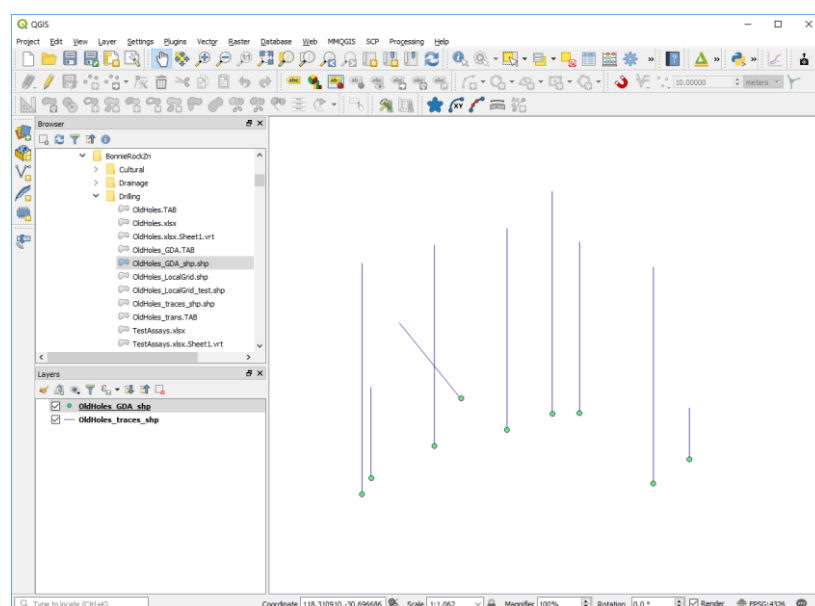 QGIS
Project Edit View Layer Settings Plugins Vector Raster Database Web MMQGIS SCP Processing Help
10.00000 meters
Browser
BonnieRockZn
Cultural
Drainage
Drilling
OldHoles.TAB
OldHoles.xlsx
OldHoles.xlsx.Sheet1.vrt
OldHoles_GDA.TAB
OldHoles_GDA_shp.shp
OldHoles_LocalGrid.shp
OldHoles_LocalGrid_test.shp
OldHoles_traces_shp.shp
OldHoles_trans.TAB
TestAssays.xlsx
TestAssays.xlsx.Sheet1.vrt
Layers
OldHoles_GDA_shp
OldHoles_traces_shp
Type to locate (Ctrl+K) Coordinate 118.310910,-30.696686 Scale 1:1,062 Magnifier 100% Rotation 0.0 ° Render EPSG:4326